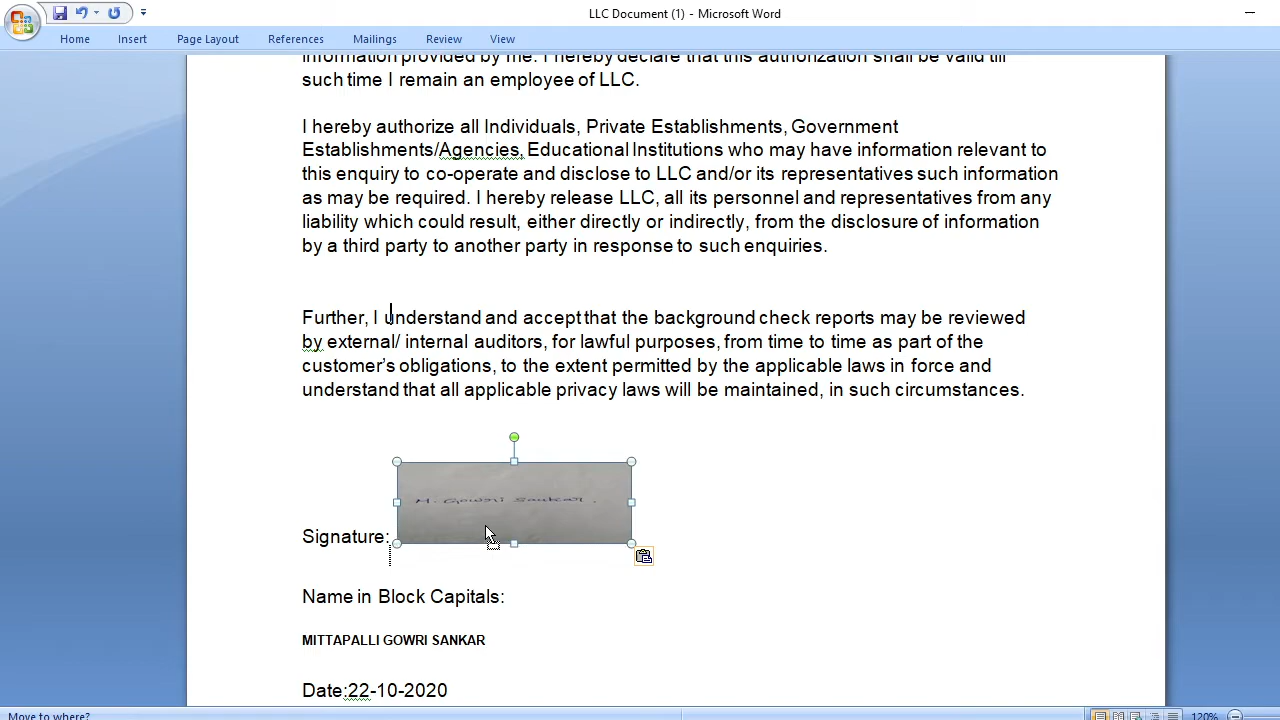 LLC Document (1) - Microsoft Word
Home Insert Page Layout References Mailings Review View
information provided by me. I hereby declare that this authorization shall be valid till
such time I remain an employee of LLC.
I hereby authorize all Individuals, Private Establishments, Government
Establishments/Agencies, Educational Institutions who may have information relevant to
this enquiry to co-operate and disclose to LLC and/or its representatives such information
as may be required. I hereby release LLC, all its personnel and representatives from any
liability which could result, either directly or indirectly, from the disclosure of information
by a third party to another party in response to such enquiries.
Further, I understand and accept that the background check reports may be reviewed
by external/ internal auditors, for lawful purposes, from time to time as part of the
customer's obligations, to the extent permitted by the applicable laws in force and
understand that all applicable privacy laws will be maintained, in such circumstances.
M. Gowri Sankar .
Signature:
Name in Block Capitals:
MITTAPALLI GOWRI SANKAR
Date:22-10-2020
Move to where? 120%